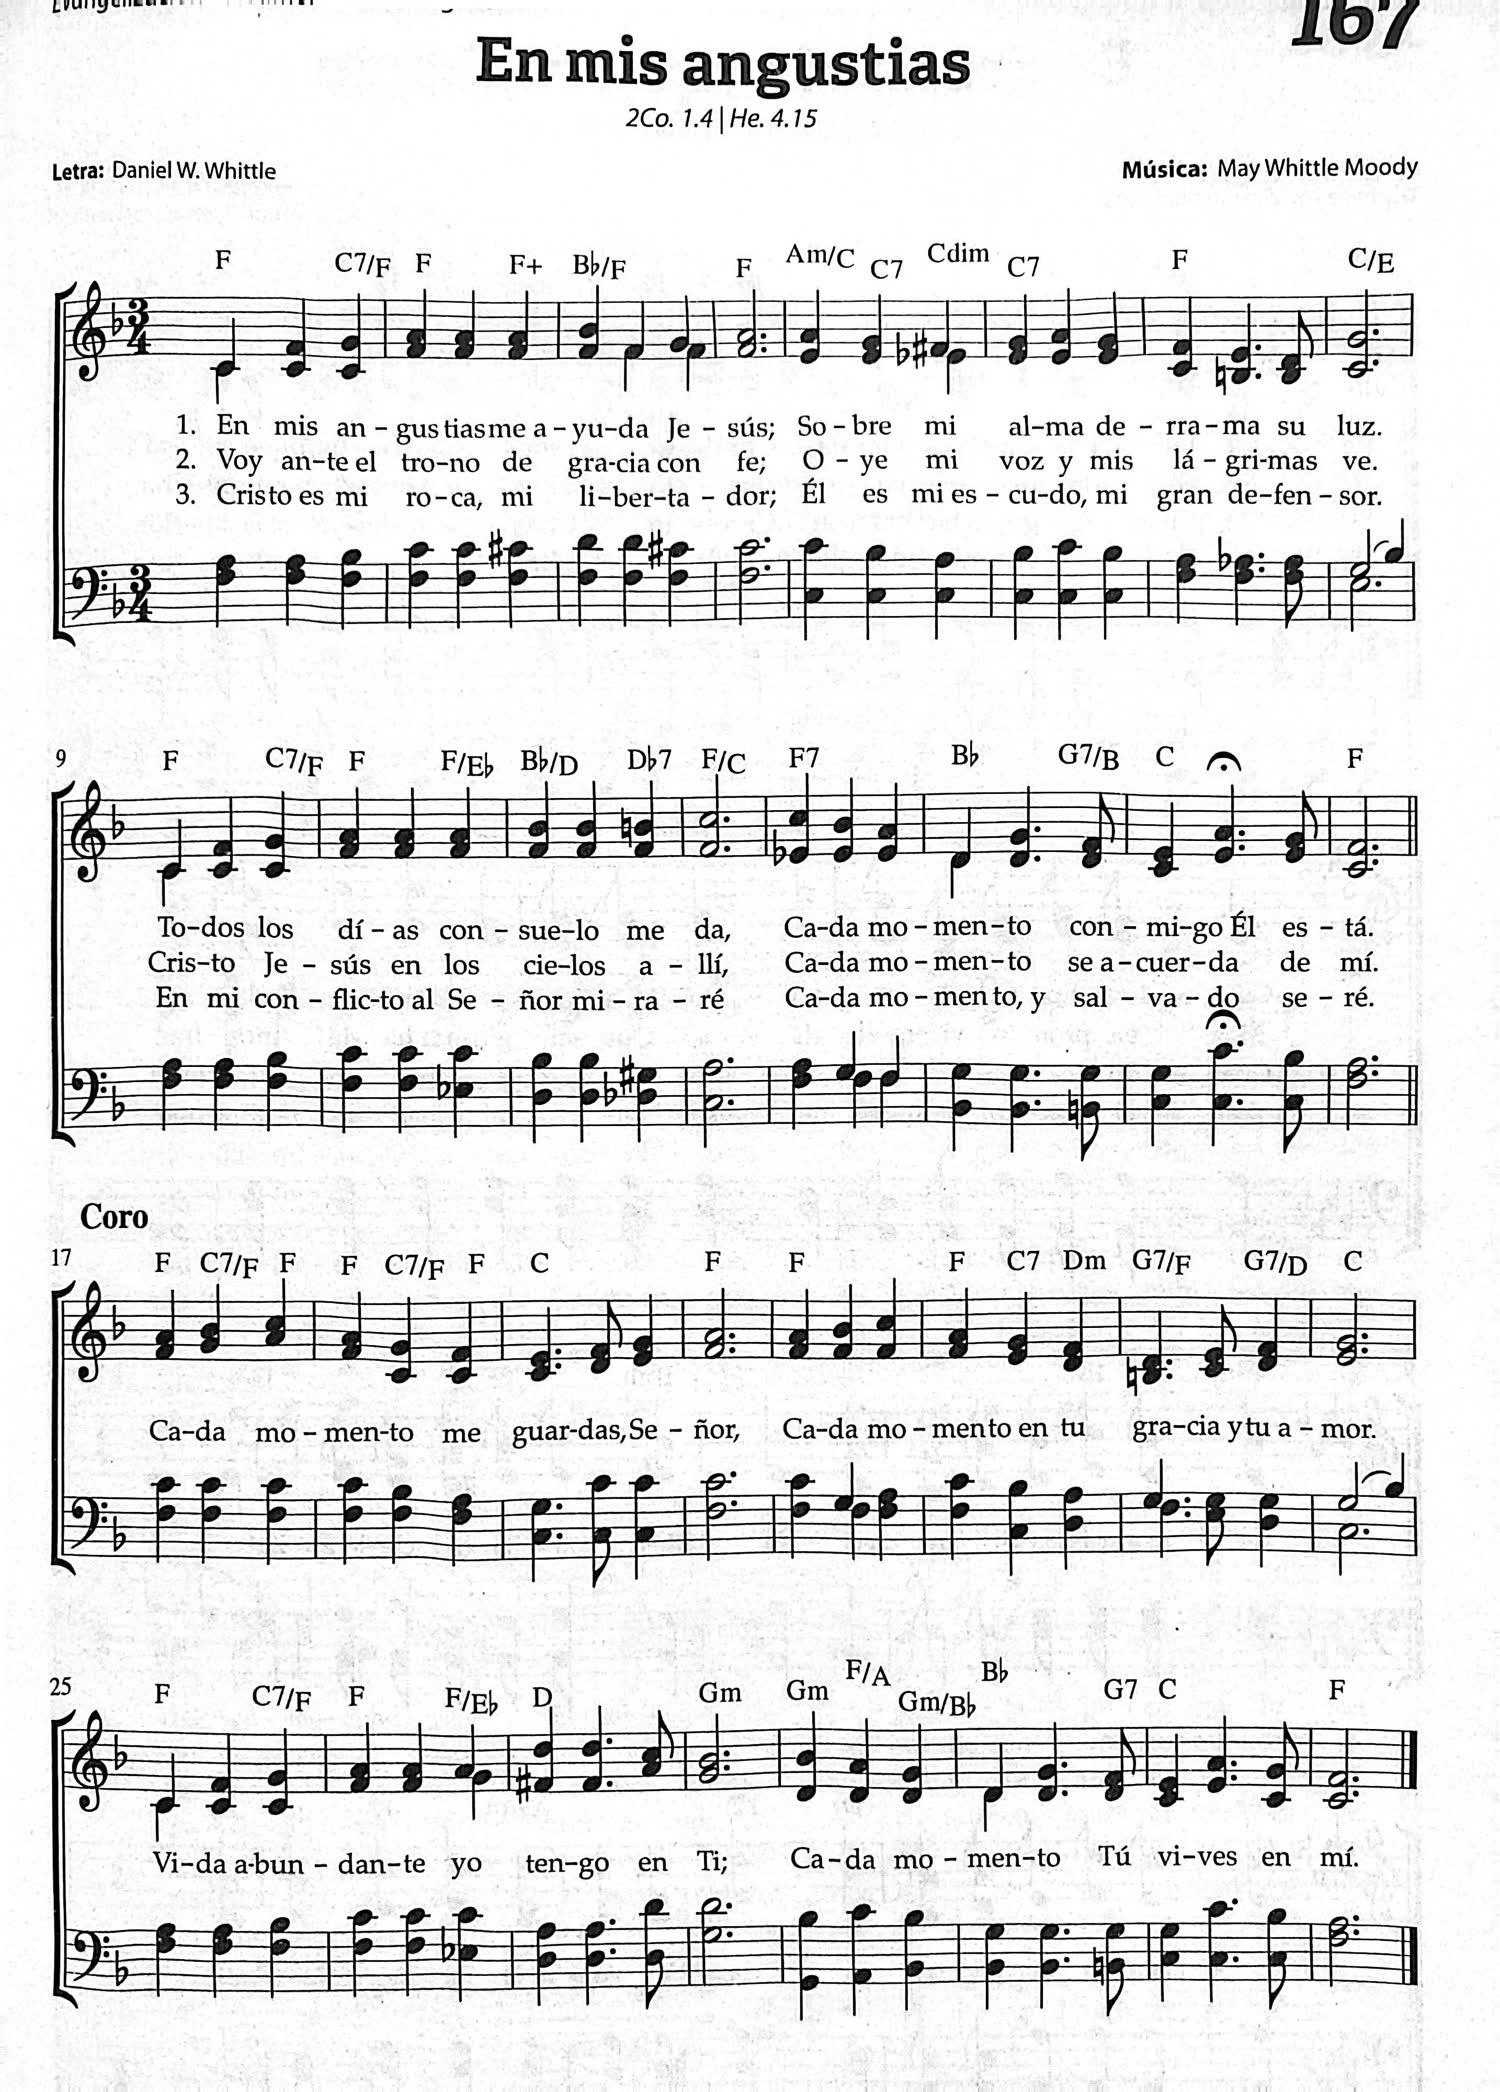 167
En mis angustias
2Co. 1.4 | He. 4.15
Letra: Daniel W. Whittle
Música: May Whittle Moody
F C7/F F F+ B♭/F F Am/C C7 Cdim C7 F C/E
3/4
1. En mis an–gustiasme a–yu–da Je–sús; So–bre mi al–ma de–rra–ma su luz.
2. Voy an–te el tro–no de gra–cia con fe; O–ye mi voz y mis lá–gri–mas ve.
3. Cristo es mi ro–ca, mi li–ber–ta–dor; Él es mi es–cu–do, mi gran de–fen–sor.
3/4
9 F C7/F F F/E♭ B♭/D D♭7 F/C F7 B♭ G7/B C F
To–dos los dí–as con–sue–lo me da, Ca–da mo–men–to con–mi–go Él es–tá.
Cris–to Je–sús en los cie–los a–llí, Ca–da mo–men–to se a–cuer–da de mí.
En mi con–flic–to al Se–ñor mi–ra–ré Ca–da mo–mento, y sal–va–do se–ré.
Coro
17 F C7/F F F C7/F F C F F F C7 Dm G7/F G7/D C
Ca–da mo–men–to me guar–das, Se–ñor, Ca–da mo–mento en tu gra–cia y tu a–mor.
25 F C7/F F F/E♭ D Gm Gm F/A Gm/B♭ B♭ G7 C F
Vi–da a-bun–dan–te yo ten–go en Ti; Ca–da mo–men–to Tú vi–ves en mí.